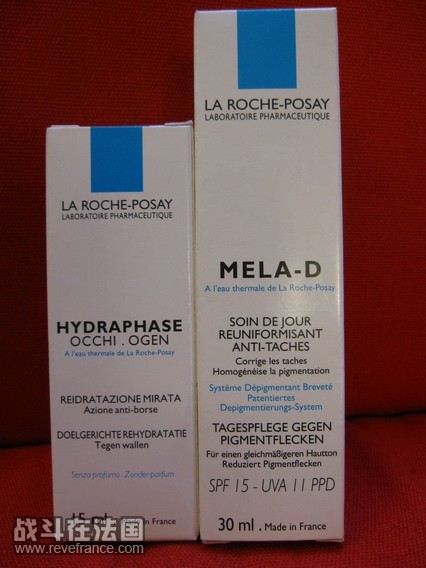 LA ROCHE-POSAY
LABORATOIRE PHARMACEUTIQUE
HYDRAPHASE
OCCHI . OGEN
A l'eau thermale de La Roche-Posay
REIDRATAZIONE MIRATA
Azione anti-borse
DOELGERICHTE REHYDRATATIE
Tegen wallen
Senza profumo . Zonder parfum
in France
LA ROCHE-POSAY
LABORATOIRE PHARMACEUTIQUE
MELA-D
A l'eau thermale de La Roche-Posay
SOIN DE JOUR
REUNIFORMISANT
ANTI-TACHES
Corrige les taches
Homogénéise la pigmentation
Système Dépigmentant Breveté
Patentiertes
Depigmentierungs-System
TAGESPFLEGE GEGEN
PIGMENTFLECKEN
Für einen gleichmäßigeren Hautton
Reduziert Pigmentflecken
SPF 15 - UVA 11 PPD
30 ml . Made in France
战斗在法国
www.revefrance.com